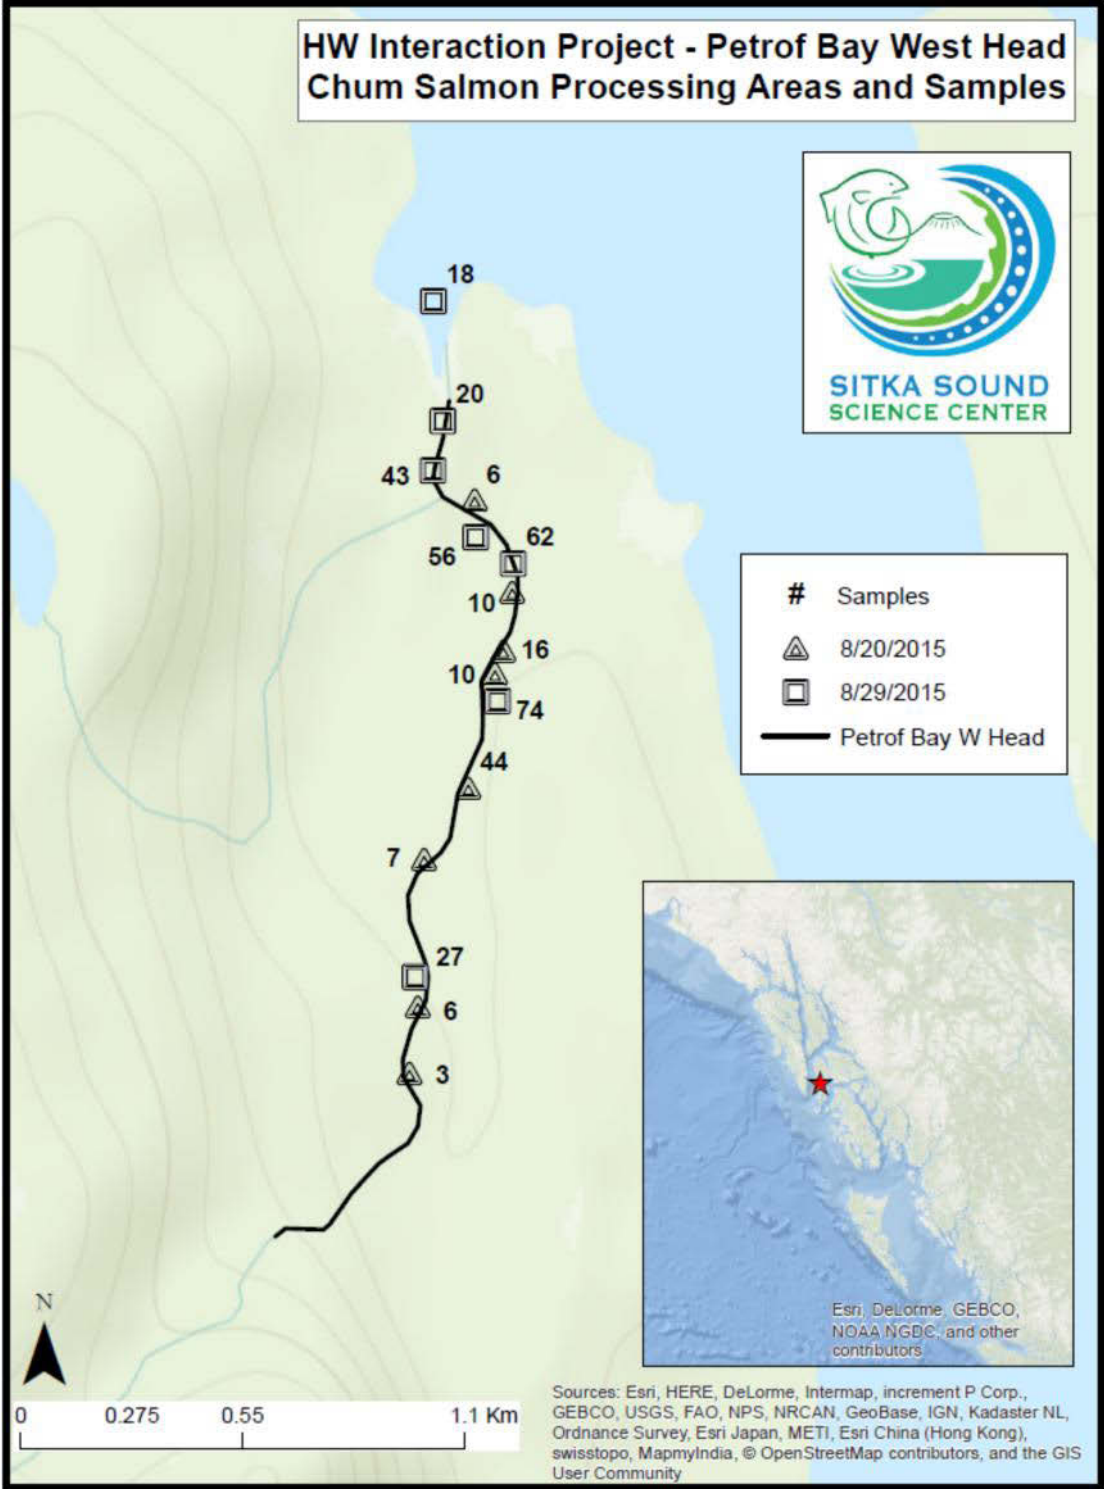 HW Interaction Project - Petrof Bay West Head
Chum Salmon Processing Areas and Samples
SITKA SOUND
SCIENCE CENTER
18
20
43
6
56
62
10
16
10
74
44
7
27
6
3
# Samples
8/20/2015
8/29/2015
Petrof Bay W Head
Esri, DeLorme, GEBCO,
NOAA NGDC, and other
contributors
N
0 0.275 0.55 1.1 Km
Sources: Esri, HERE, DeLorme, Intermap, increment P Corp.,
GEBCO, USGS, FAO, NPS, NRCAN, GeoBase, IGN, Kadaster NL,
Ordnance Survey, Esri Japan, METI, Esri China (Hong Kong),
swisstopo, MapmyIndia, © OpenStreetMap contributors, and the GIS
User Community